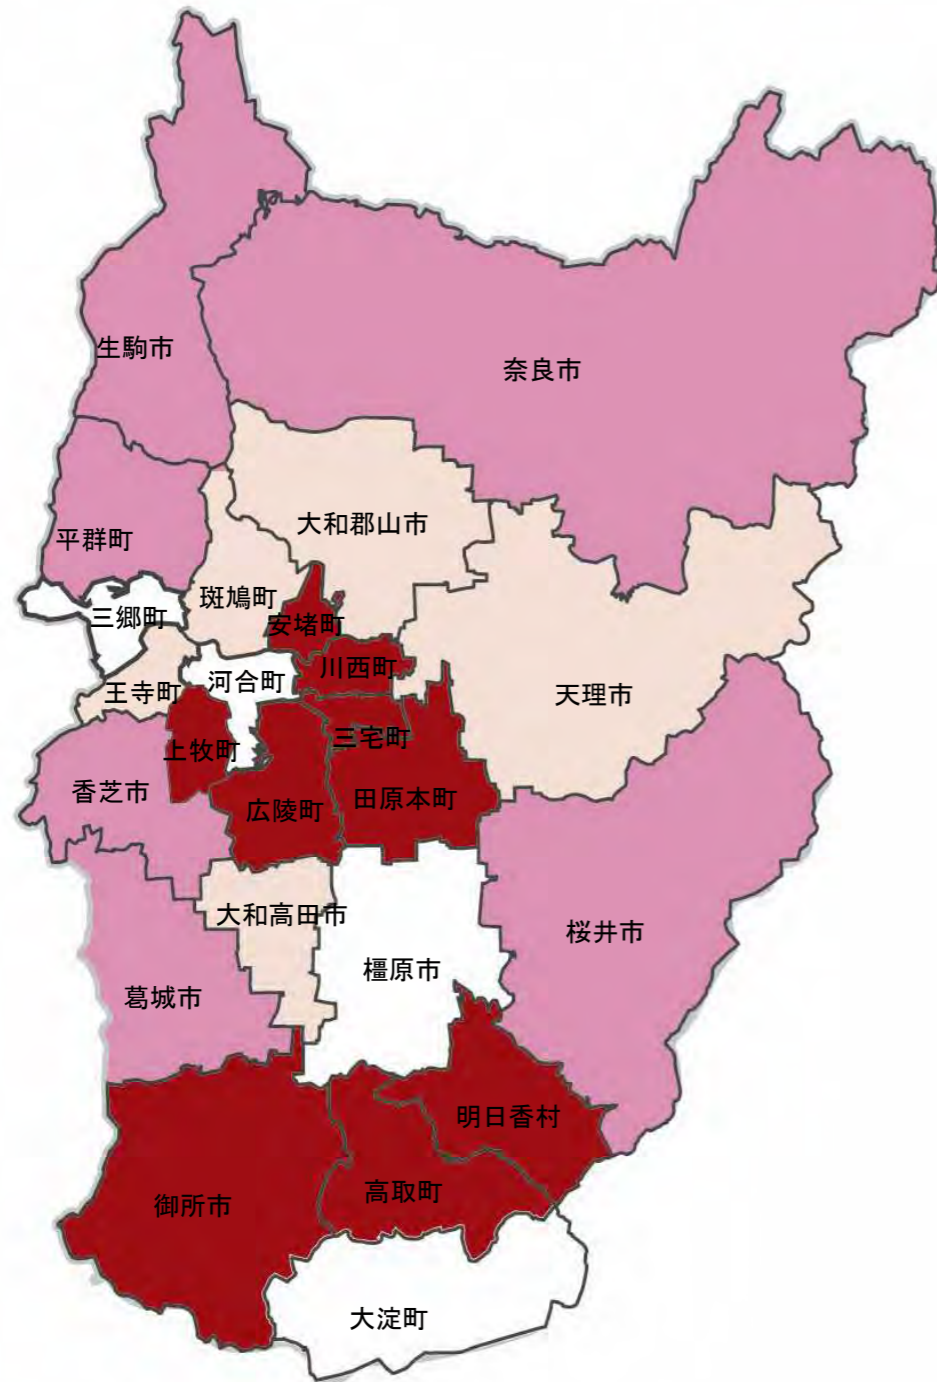 生駒市
奈良市
大和郡山市
平群町
斑鳩町
三郷町
安堵町
川西町
河合町
王寺町
天理市
三宅町
上牧町
香芝市
田原本町
広陵町
大和高田市
桜井市
橿原市
葛城市
明日香村
高取町
御所市
大淀町